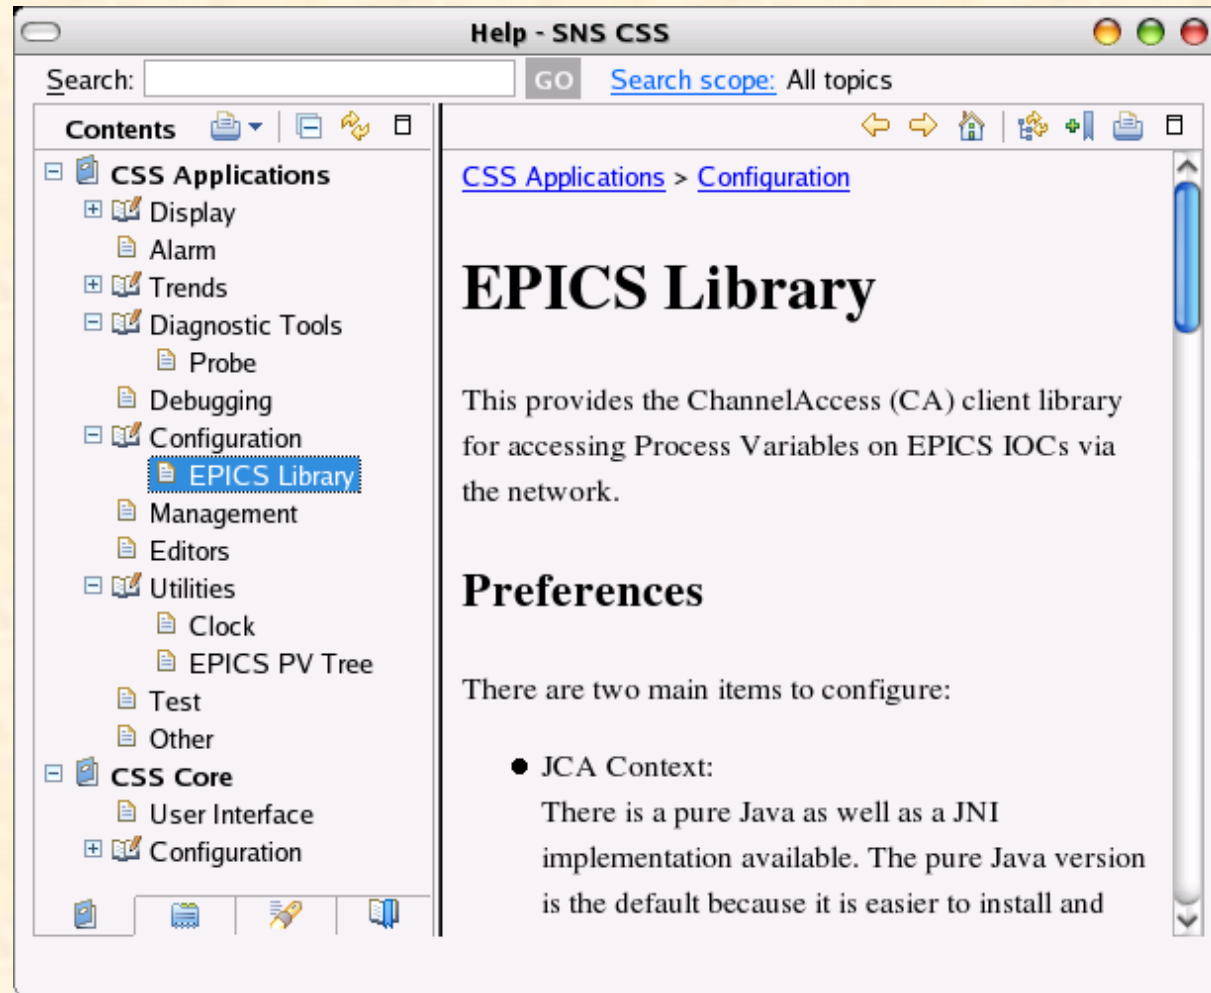 Help - SNS CSS
Search: GO Search scope: All topics
Contents
CSS Applications
Display
Alarm
Trends
Diagnostic Tools
Probe
Debugging
Configuration
EPICS Library
Management
Editors
Utilities
Clock
EPICS PV Tree
Test
Other
CSS Core
User Interface
Configuration
CSS Applications > Configuration
EPICS Library
This provides the ChannelAccess (CA) client library
for accessing Process Variables on EPICS IOCs via
the network.
Preferences
There are two main items to configure:
● JCA Context:
There is a pure Java as well as a JNI
implementation available. The pure Java version
is the default because it is easier to install and